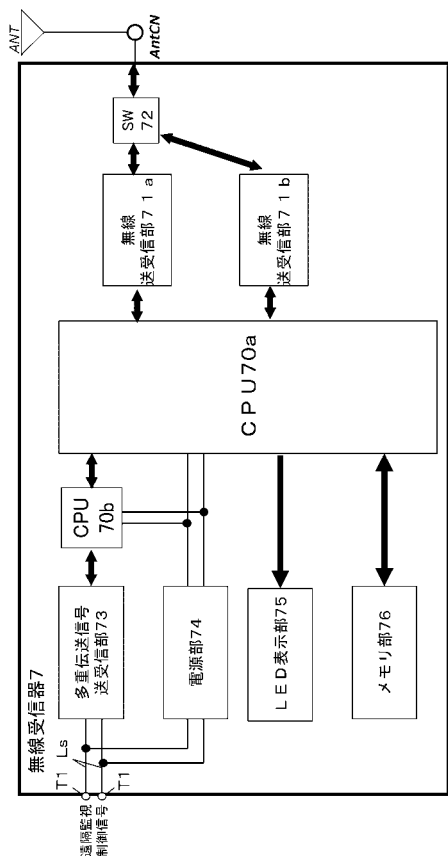 ANT
AntCN
SW
72
無線
送受信部71a
無線
送受信部71b
CPU70a
CPU
70b
無線受信器7
多重伝送信号
送受信部73
電源部74
LED表示部75
メモリ部76
T1
Ls
T1
遠隔監視
制御信号